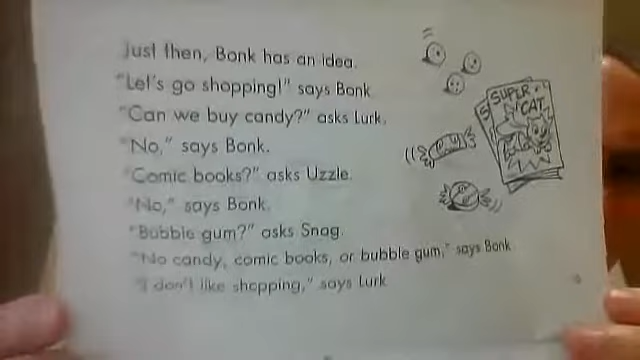 Just then, Bonk has an idea.
"Let's go shopping!" says Bonk.
"Can we buy candy?" asks Lurk.
"No," says Bonk.
"Comic books?" asks Uzzle.
"No," says Bonk.
"Bubble gum?" asks Snag.
"No candy, comic books, or bubble gum," says Bonk.
"I don't like shopping," says Lurk.
SUPER
CAT